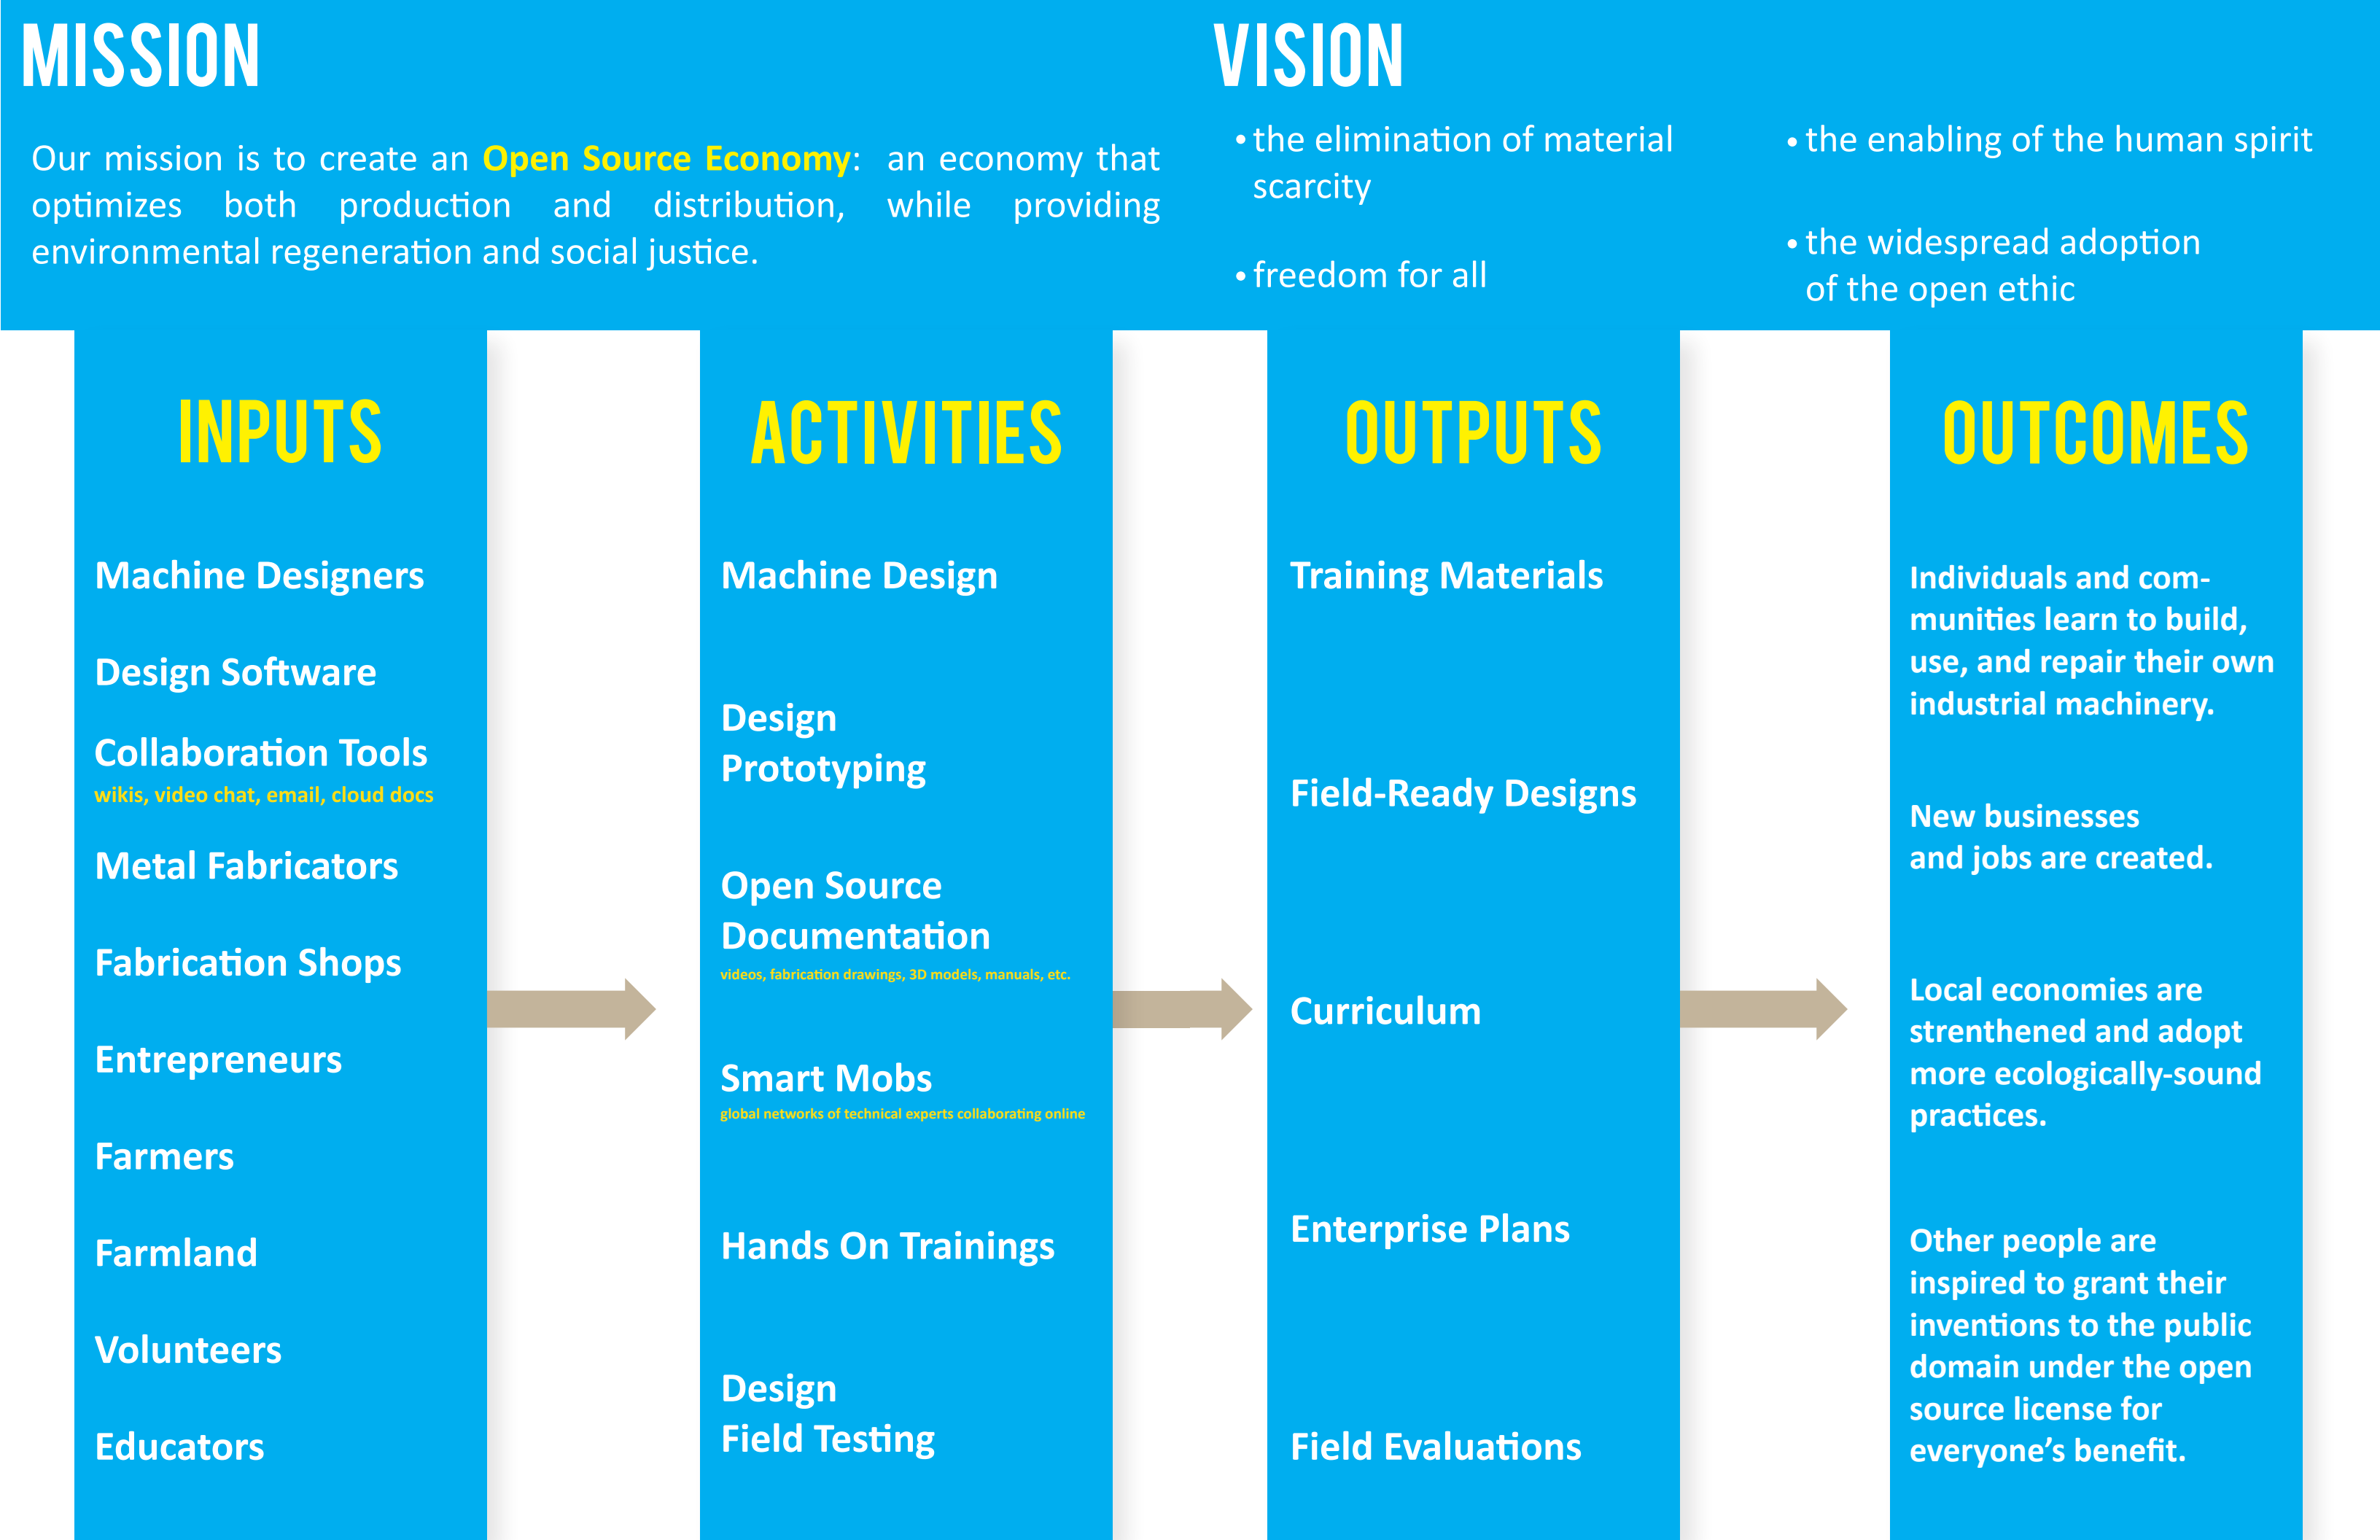 MISSION
Our mission is to create an Open Source Economy: an economy that
optimizes both production and distribution, while providing
environmental regeneration and social justice.
VISION
• the elimination of material
scarcity
• freedom for all
• the enabling of the human spirit
• the widespread adoption
of the open ethic
INPUTS
Machine Designers
Design Software
Collaboration Tools
wikis, video chat, email, cloud docs
Metal Fabricators
Fabrication Shops
Entrepreneurs
Farmers
Farmland
Volunteers
Educators
ACTIVITIES
Machine Design
Design
Prototyping
Open Source
Documentation
videos, fabrication drawings, 3D models, manuals, etc.
Smart Mobs
global networks of technical experts collaborating online
Hands On Trainings
Design
Field Testing
OUTPUTS
Training Materials
Field-Ready Designs
Curriculum
Enterprise Plans
Field Evaluations
OUTCOMES
Individuals and com-
munities learn to build,
use, and repair their own
industrial machinery.
New businesses
and jobs are created.
Local economies are
strenthened and adopt
more ecologically-sound
practices.
Other people are
inspired to grant their
inventions to the public
domain under the open
source license for
everyone’s benefit.